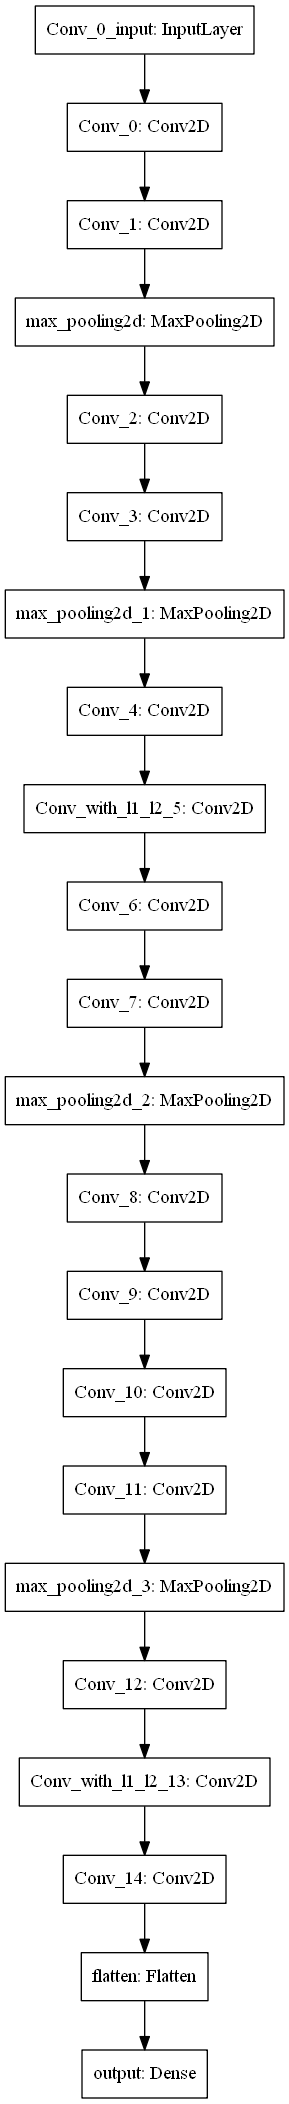 Conv_0_input: InputLayer
Conv_0: Conv2D
Conv_1: Conv2D
max_pooling2d: MaxPooling2D
Conv_2: Conv2D
Conv_3: Conv2D
max_pooling2d_1: MaxPooling2D
Conv_4: Conv2D
Conv_with_l1_l2_5: Conv2D
Conv_6: Conv2D
Conv_7: Conv2D
max_pooling2d_2: MaxPooling2D
Conv_8: Conv2D
Conv_9: Conv2D
Conv_10: Conv2D
Conv_11: Conv2D
max_pooling2d_3: MaxPooling2D
Conv_12: Conv2D
Conv_with_l1_l2_13: Conv2D
Conv_14: Conv2D
flatten: Flatten
output: Dense